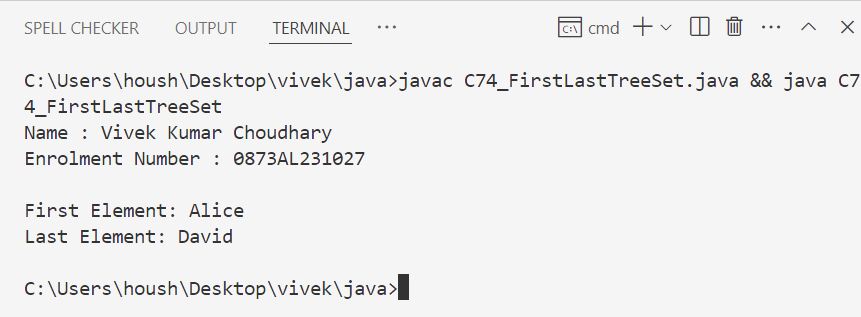 SPELL CHECKER OUTPUT TERMINAL ··· cmd ···
C:\Users\housh\Desktop\vivek\java>javac C74_FirstLastTreeSet.java && java C7
4_FirstLastTreeSet
Name : Vivek Kumar Choudhary
Enrolment Number : 0873AL231027
First Element: Alice
Last Element: David
C:\Users\housh\Desktop\vivek\java>